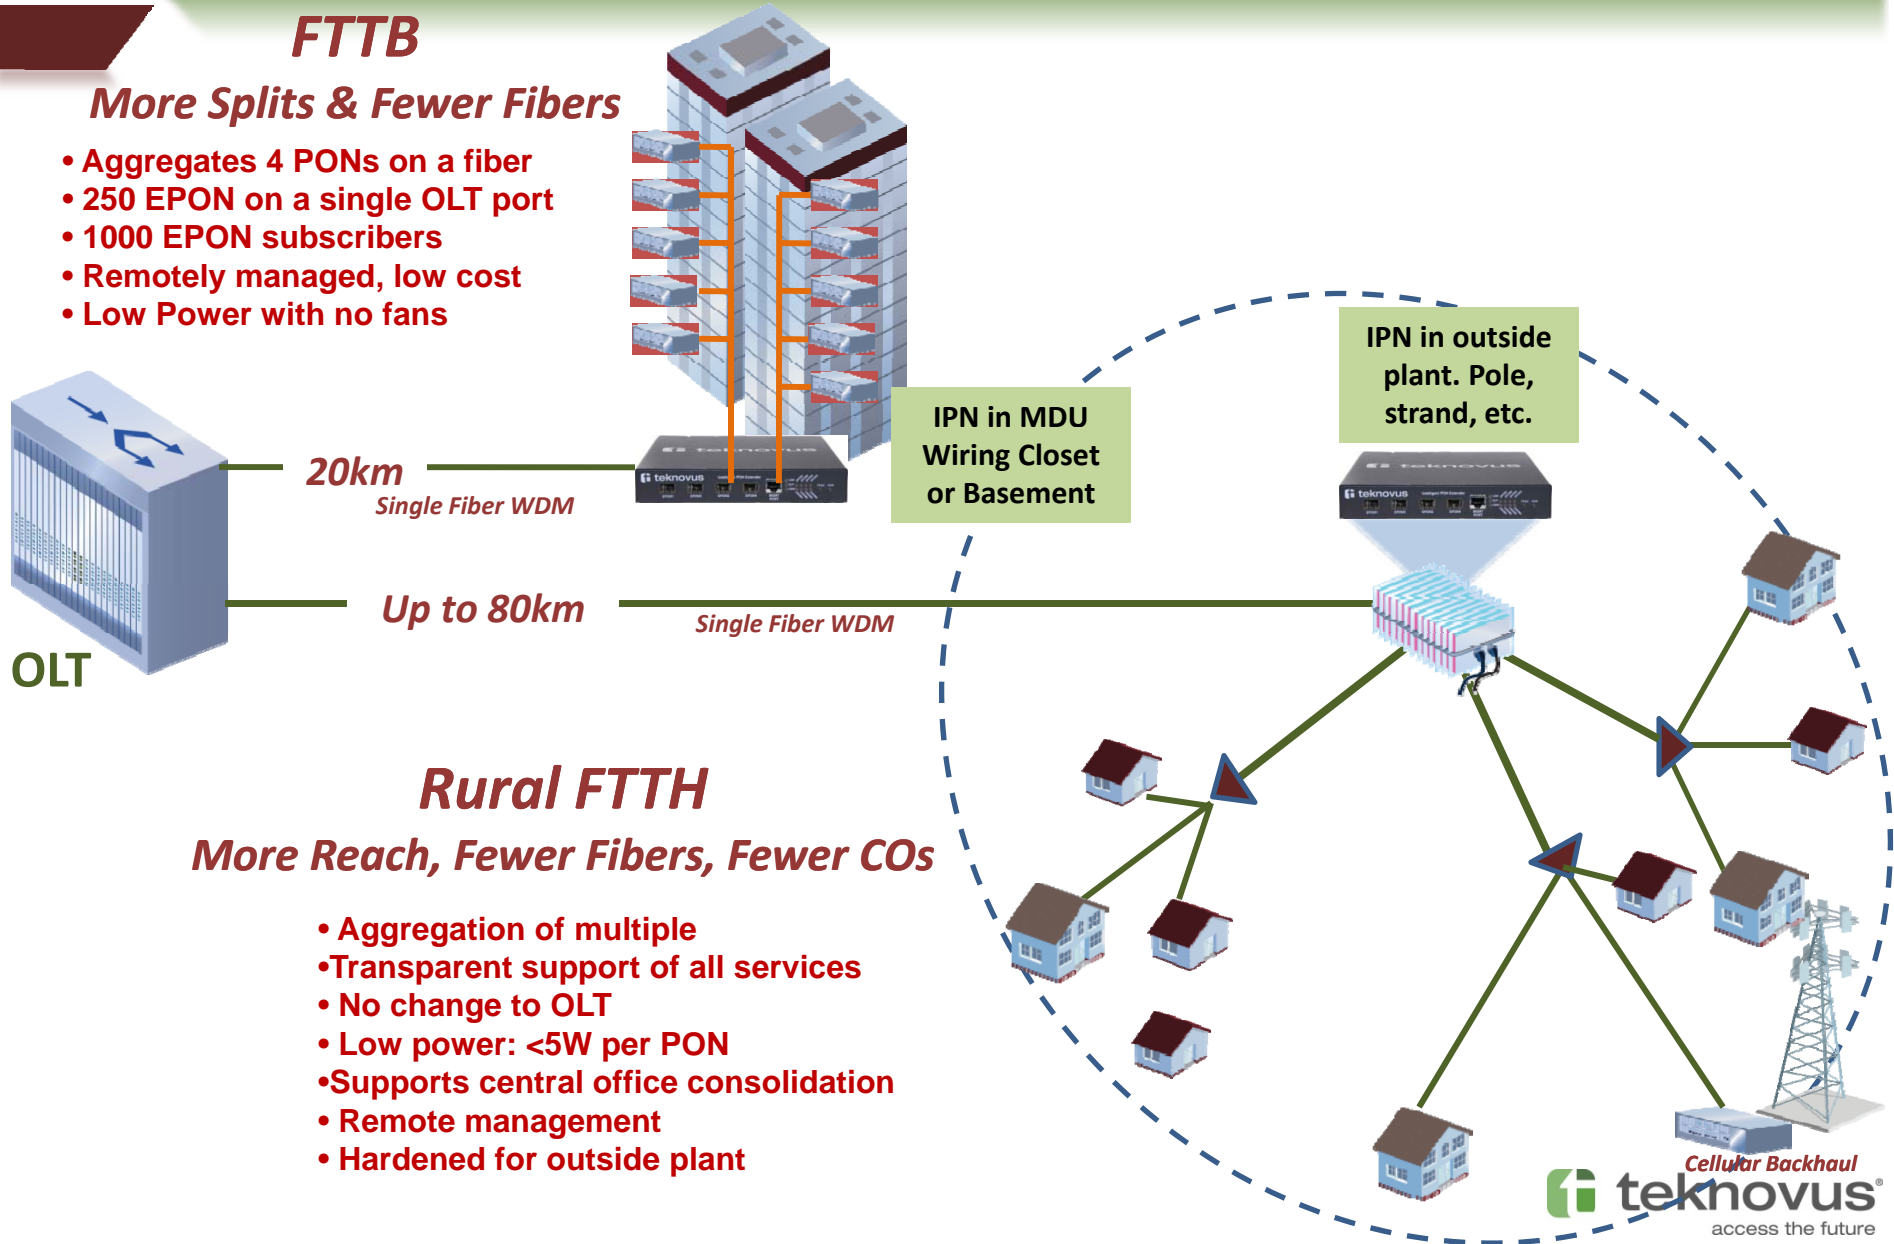 FTTB
More Splits & Fewer Fibers
• Aggregates 4 PONs on a fiber
• 250 EPON on a single OLT port
• 1000 EPON subscribers
• Remotely managed, low cost
• Low Power with no fans
IPN in outside
plant. Pole,
strand, etc.
IPN in MDU
Wiring Closet
or Basement
teknovus
teknovus
teknovus
teknovus
20km
Single Fiber WDM
Up to 80km
Single Fiber WDM
OLT
Rural FTTH
More Reach, Fewer Fibers, Fewer COs
• Aggregation of multiple
•Transparent support of all services
• No change to OLT
• Low power: <5W per PON
•Supports central office consolidation
• Remote management
• Hardened for outside plant
Cellular Backhaul
teknovus®
access the future